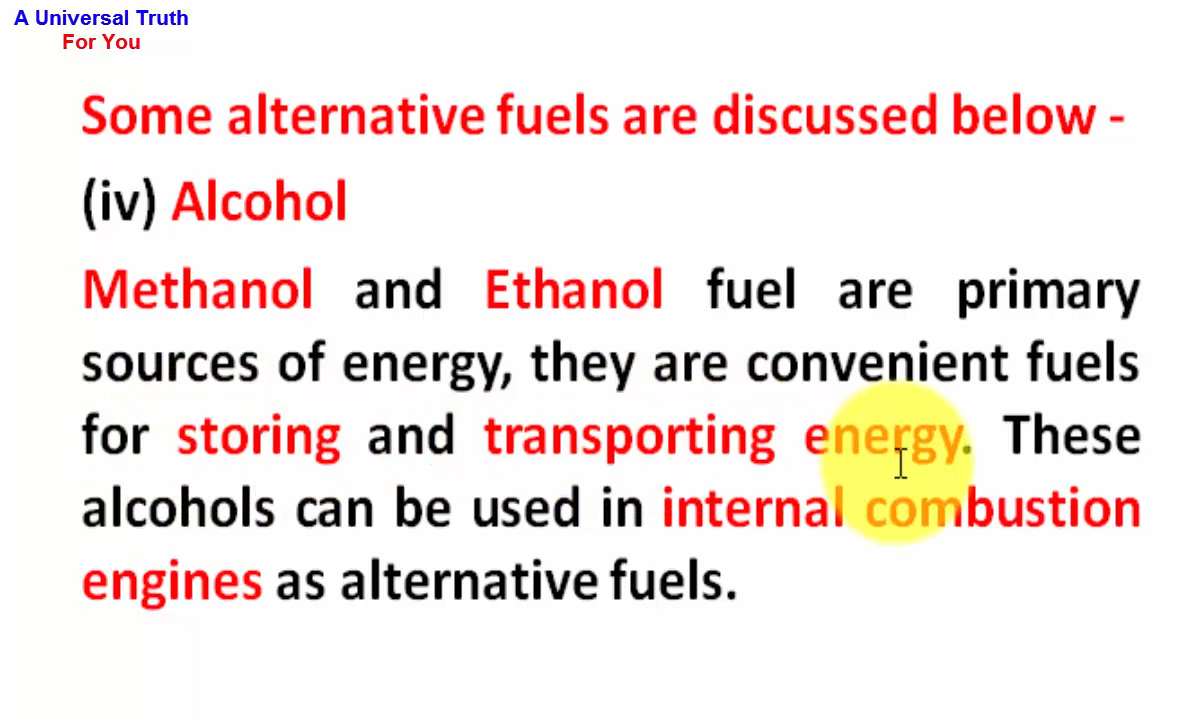 A Universal Truth
For You
Some alternative fuels are discussed below -
(iv) Alcohol
Methanol and Ethanol fuel are primary
sources of energy, they are convenient fuels
for storing and transporting energy. These
alcohols can be used in internal combustion
engines as alternative fuels.